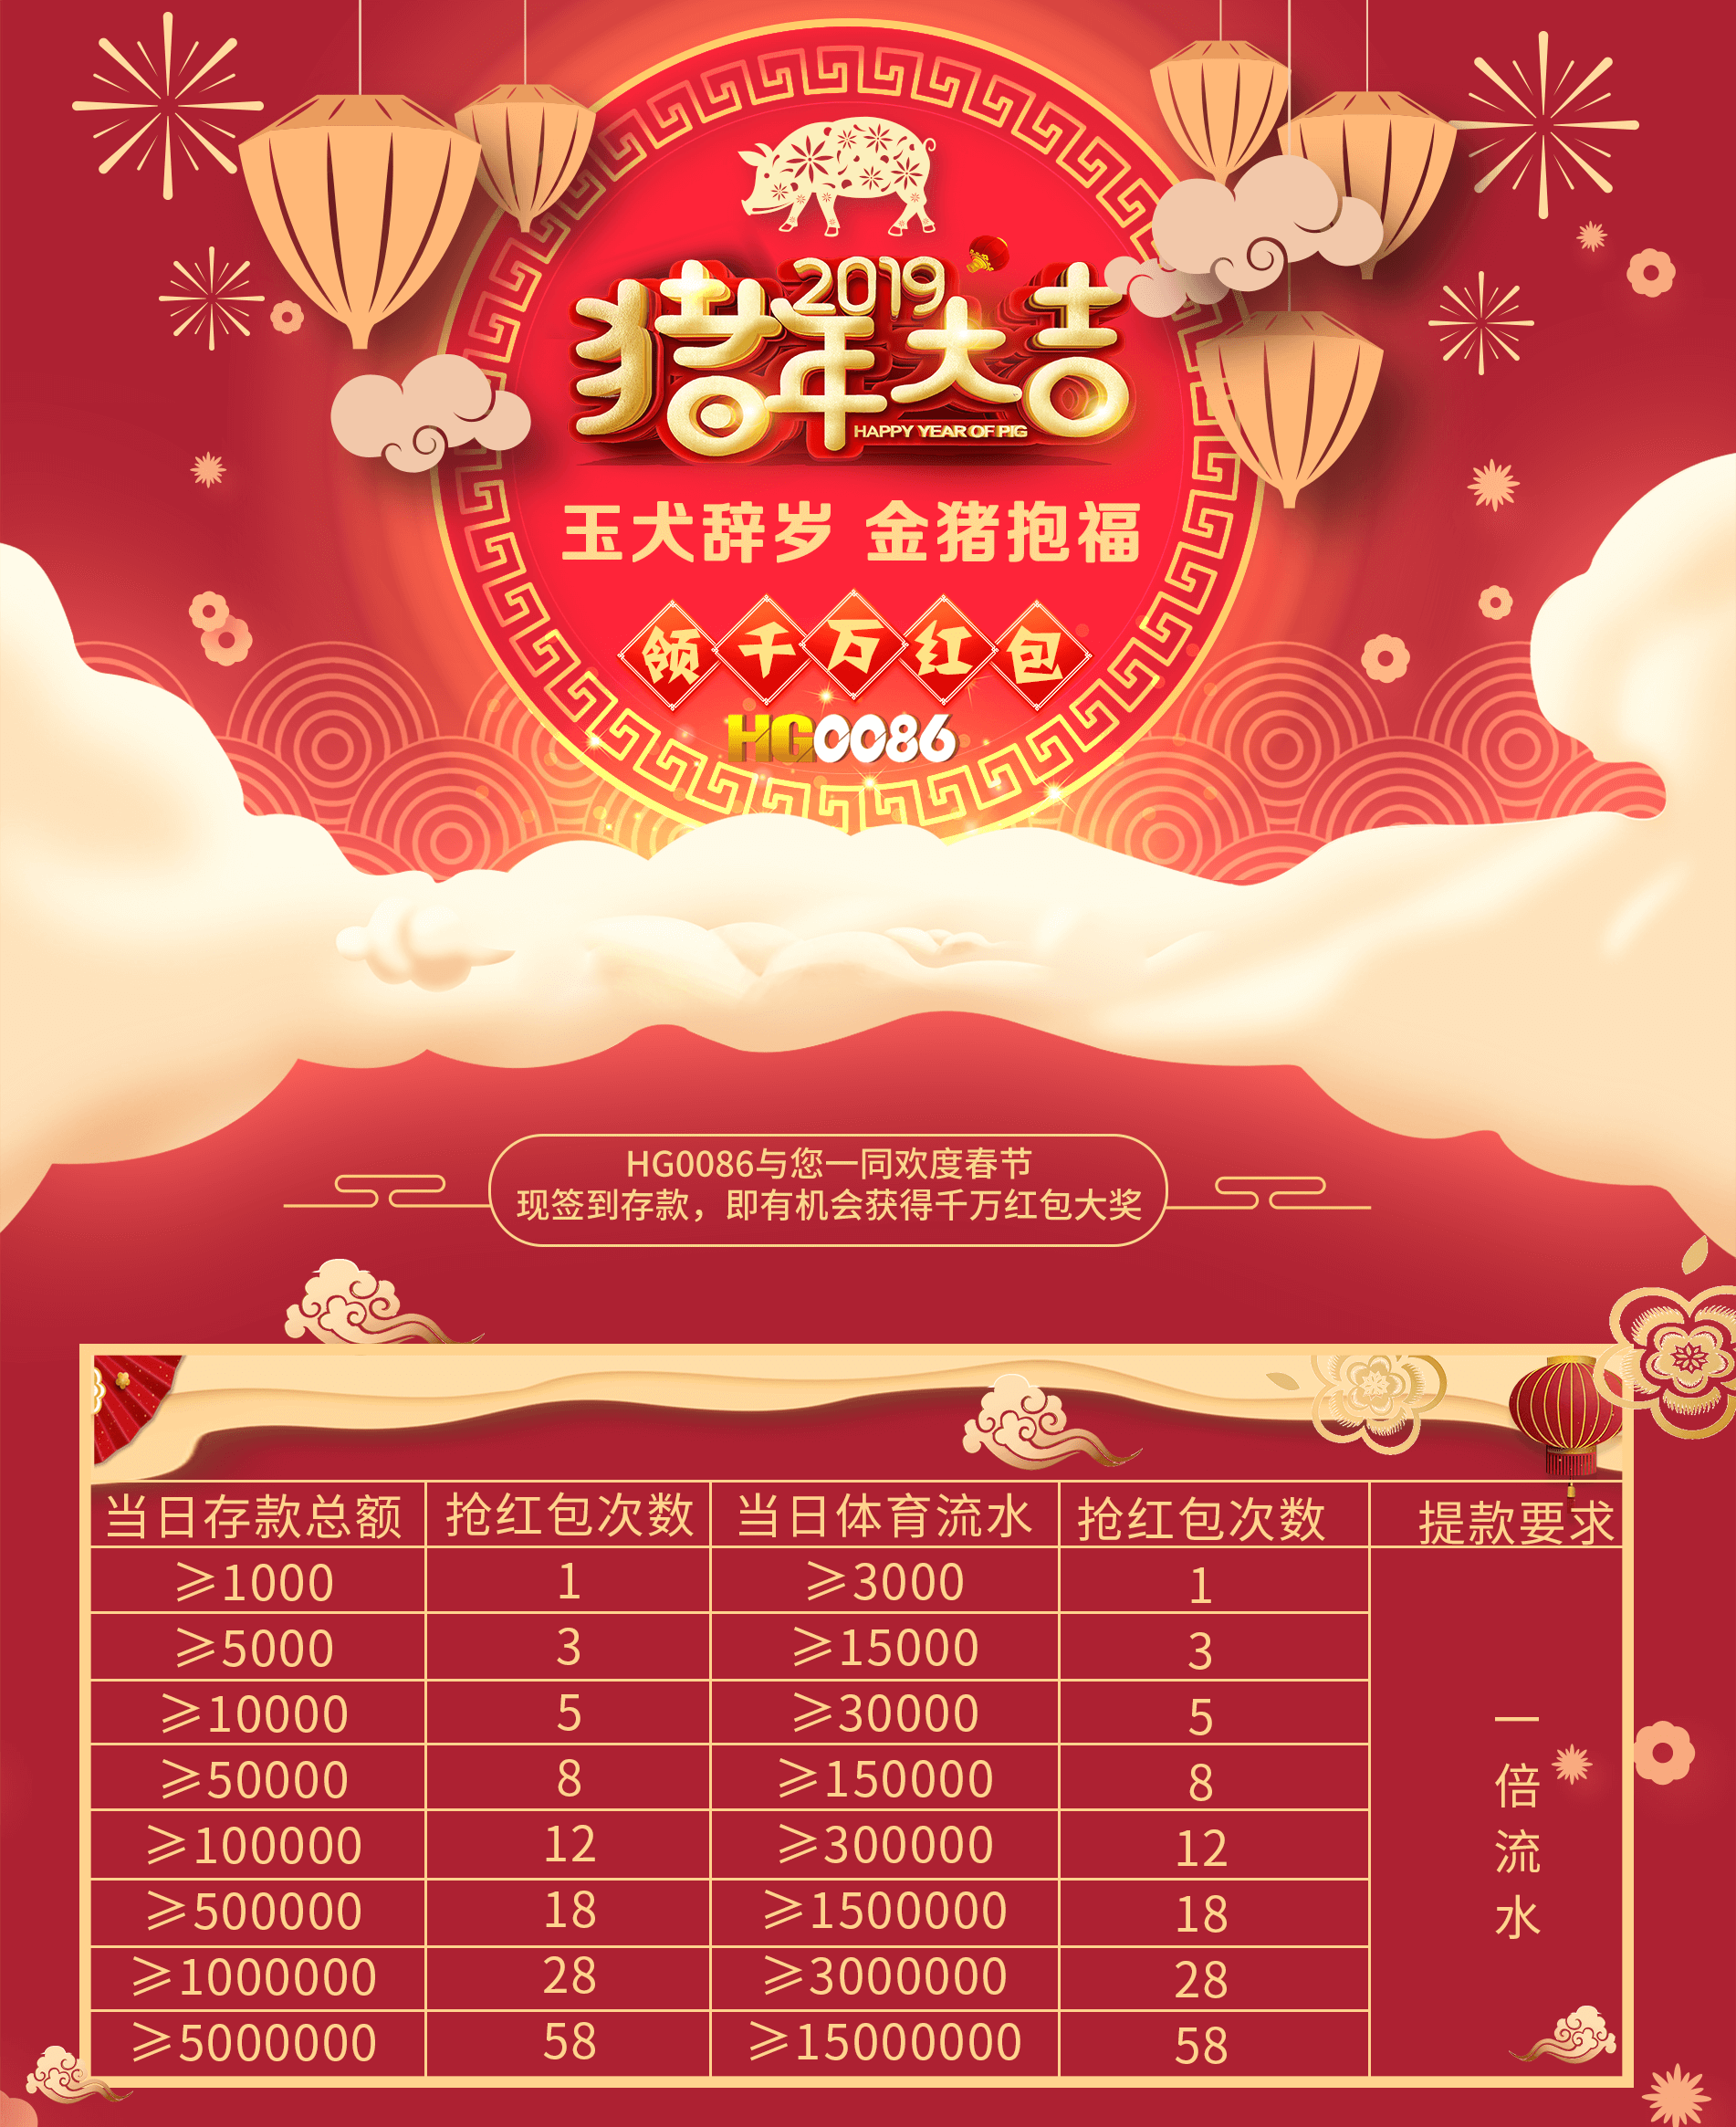 2019
猪年大吉
HAPPY YEAR OF PIG
玉犬辞岁 金猪抱福
领千万红包
HG0086
HG0086与您一同欢度春节
现签到存款，即有机会获得千万红包大奖
当日存款总额 抢红包次数 当日体育流水 抢红包次数 提款要求
≥1000 1 ≥3000 1
≥5000 3 ≥15000 3
≥10000 5 ≥30000 5
≥50000 8 ≥150000 8
≥100000 12 ≥300000 12
≥500000 18 ≥1500000 18
≥1000000 28 ≥3000000 28
≥5000000 58 ≥15000000 58
一倍流水